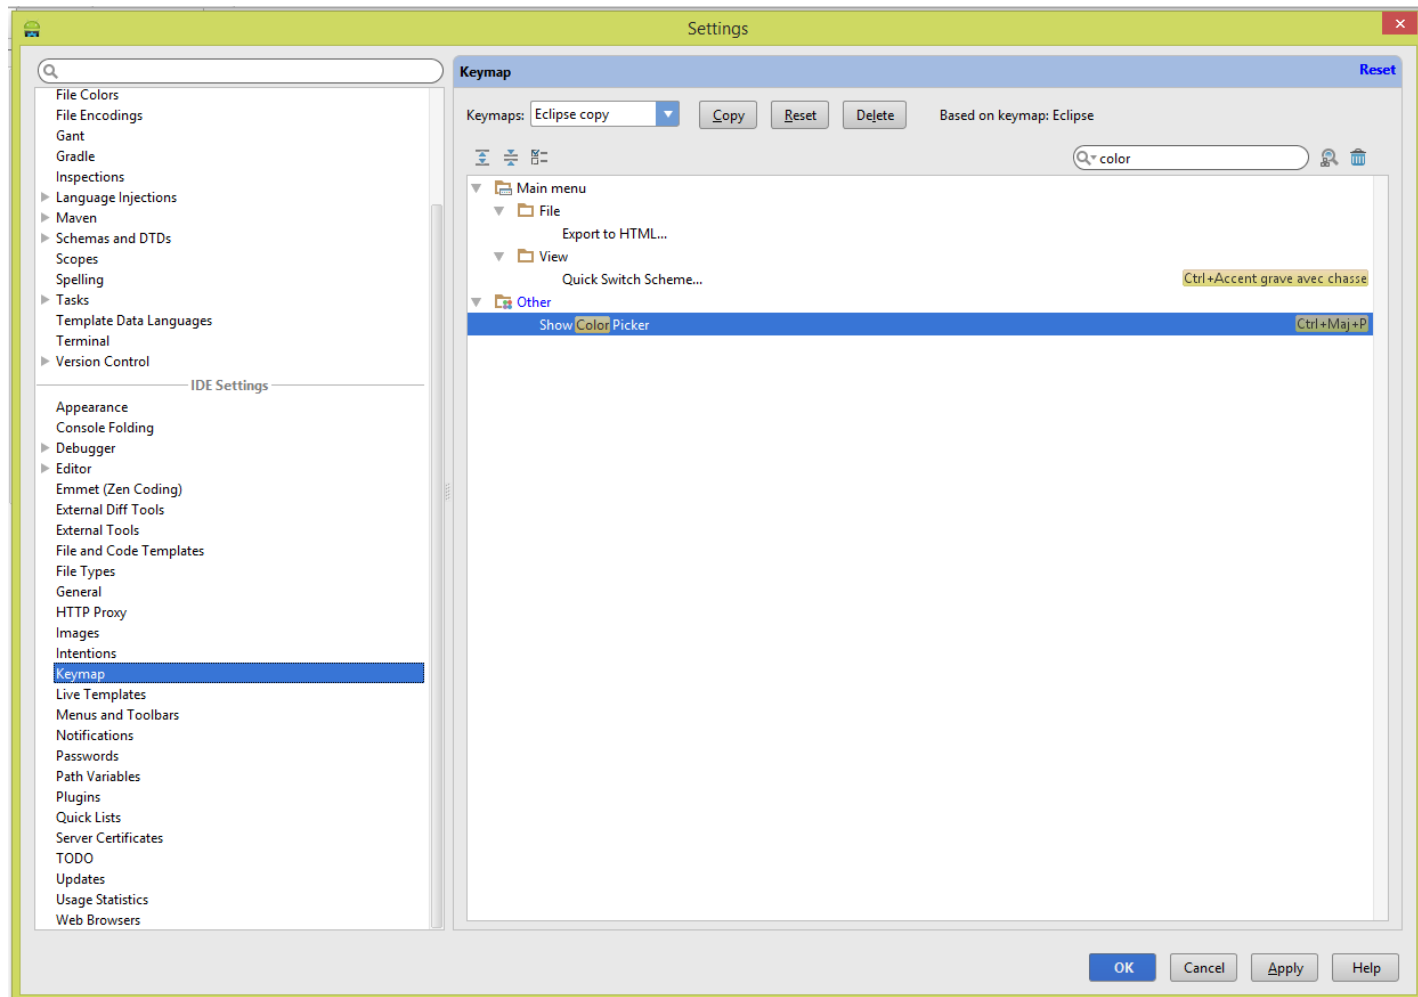 Settings
Keymap
Reset
File Colors
File Encodings
Gant
Gradle
Inspections
Language Injections
Maven
Schemas and DTDs
Scopes
Spelling
Tasks
Template Data Languages
Terminal
Version Control
IDE Settings
Appearance
Console Folding
Debugger
Editor
Emmet (Zen Coding)
External Diff Tools
External Tools
File and Code Templates
File Types
General
HTTP Proxy
Images
Intentions
Keymap
Live Templates
Menus and Toolbars
Notifications
Passwords
Path Variables
Plugins
Quick Lists
Server Certificates
TODO
Updates
Usage Statistics
Web Browsers
Keymaps: Eclipse copy Copy Reset Delete Based on keymap: Eclipse
color
Main menu
File
Export to HTML...
View
Quick Switch Scheme... Ctrl+Accent grave avec chasse
Other
Show Color Picker Ctrl+Maj+P
OK Cancel Apply Help